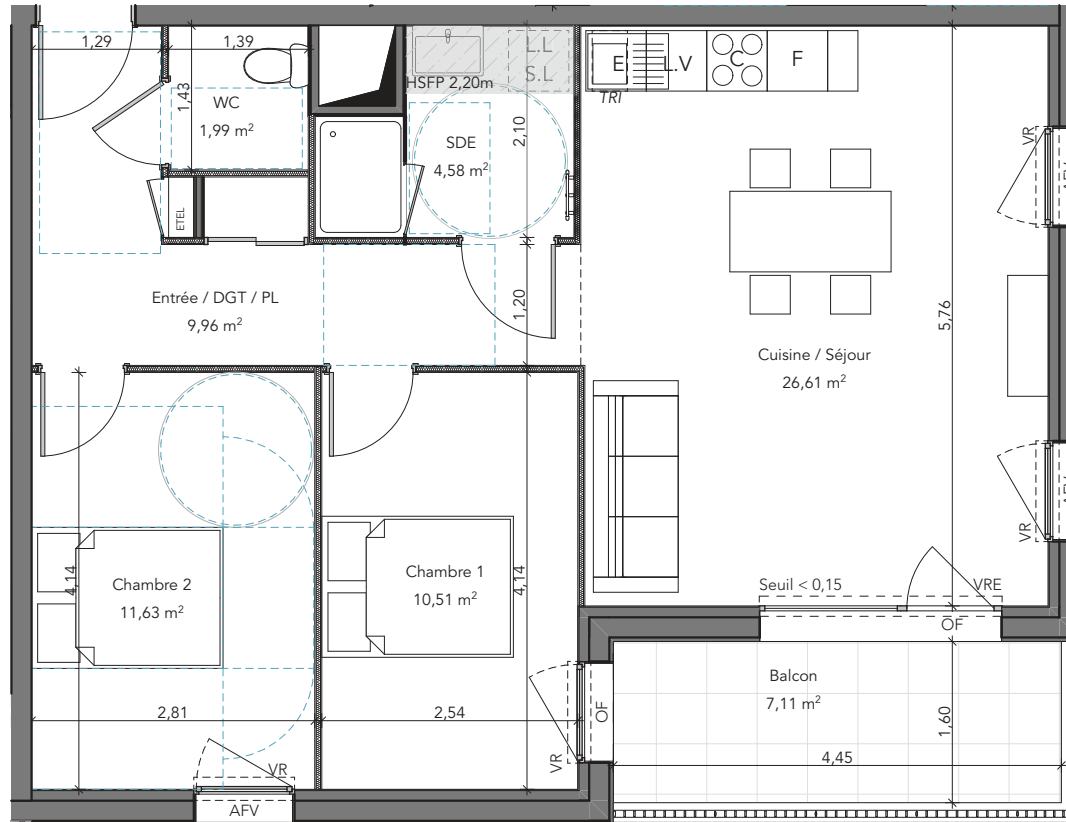 1,29
1,39
1,43
WC
1,99 m²
ETEL
HSFP 2,20m
L.L
S.L
SDE
4,58 m²
2,10
E
L.V
C
F
TRI
VR
Entrée / DGT / PL
9,96 m²
1,20
Cuisine / Séjour
26,61 m²
5,76
VR
Chambre 2
11,63 m²
4,14
2,81
VR
AFV
Chambre 1
10,51 m²
4,14
2,54
VR
OF
Seuil < 0,15
VRE
OF
Balcon
7,11 m²
1,60
4,45